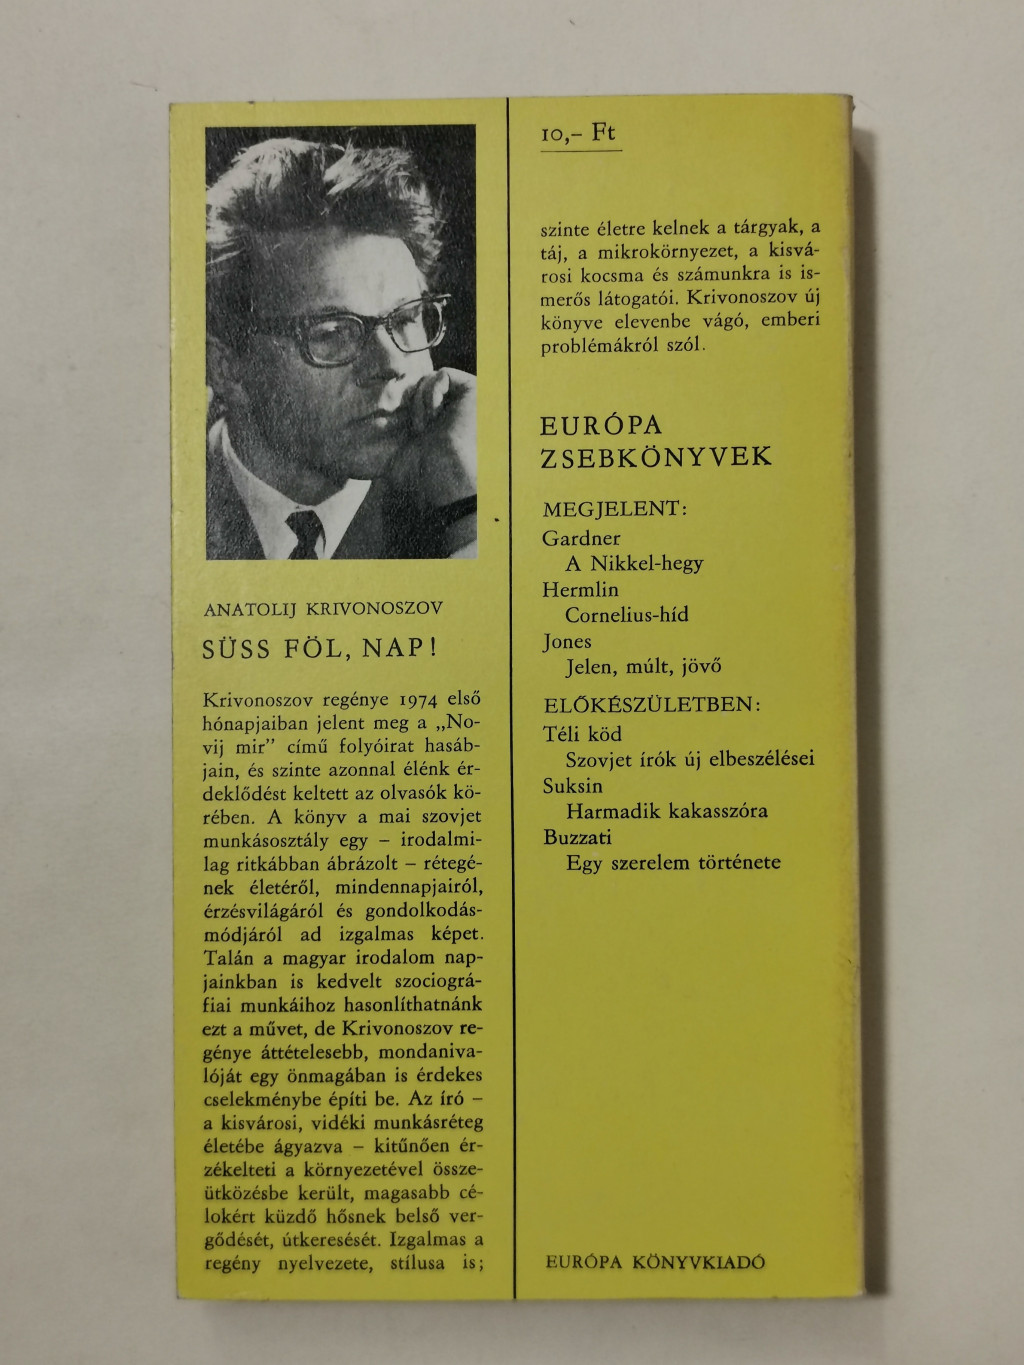 ANATOLIJ KRIVONOSZOV
SÜSS FÖL, NAP!
Krivonoszov regénye 1974 első
hónapjaiban jelent meg a „No-
vij mir” című folyóirat hasáb-
jain, és szinte azonnal élénk ér-
deklődést keltett az olvasók kö-
rében. A könyv a mai szovjet
munkásosztály egy – irodalmi-
lag ritkábban ábrázolt – rétegé-
nek életéről, mindennapjairól,
érzésvilágáról és gondolkodás-
módjáról ad izgalmas képet.
Talán a magyar irodalom nap-
jainkban is kedvelt szociográ-
fiai munkáihoz hasonlíthatnánk
ezt a művet, de Krivonoszov re-
génye áttételesebb, mondaniva-
lóját egy önmagában is érdekes
cselekménybe építi be. Az író –
a kisvárosi, vidéki munkásréteg
életébe ágyazva – kitűnően ér-
zékelteti a környezetével össze-
ütközésbe került, magasabb cé-
lokért küzdő hősnek belső ver-
gődését, útkeresését. Izgalmas a
regény nyelvezete, stílusa is;
10,– Ft
szinte életre kelnek a tárgyak, a
táj, a mikrokörnyezet, a kisvá-
rosi kocsma és számunkra is is-
merős látogatói. Krivonoszov új
könyve elevenbe vágó, emberi
problémákról szól.
EURÓPA
ZSEBKÖNYVEK
MEGJELENT:
Gardner
A Nikkel-hegy
Hermlin
Cornelius-híd
Jones
Jelen, múlt, jövő
ELŐKÉSZÜLETBEN:
Téli köd
Szovjet írók új elbeszélései
Suksin
Harmadik kakasszóra
Buzzati
Egy szerelem története
EURÓPA KÖNYVKIADÓ